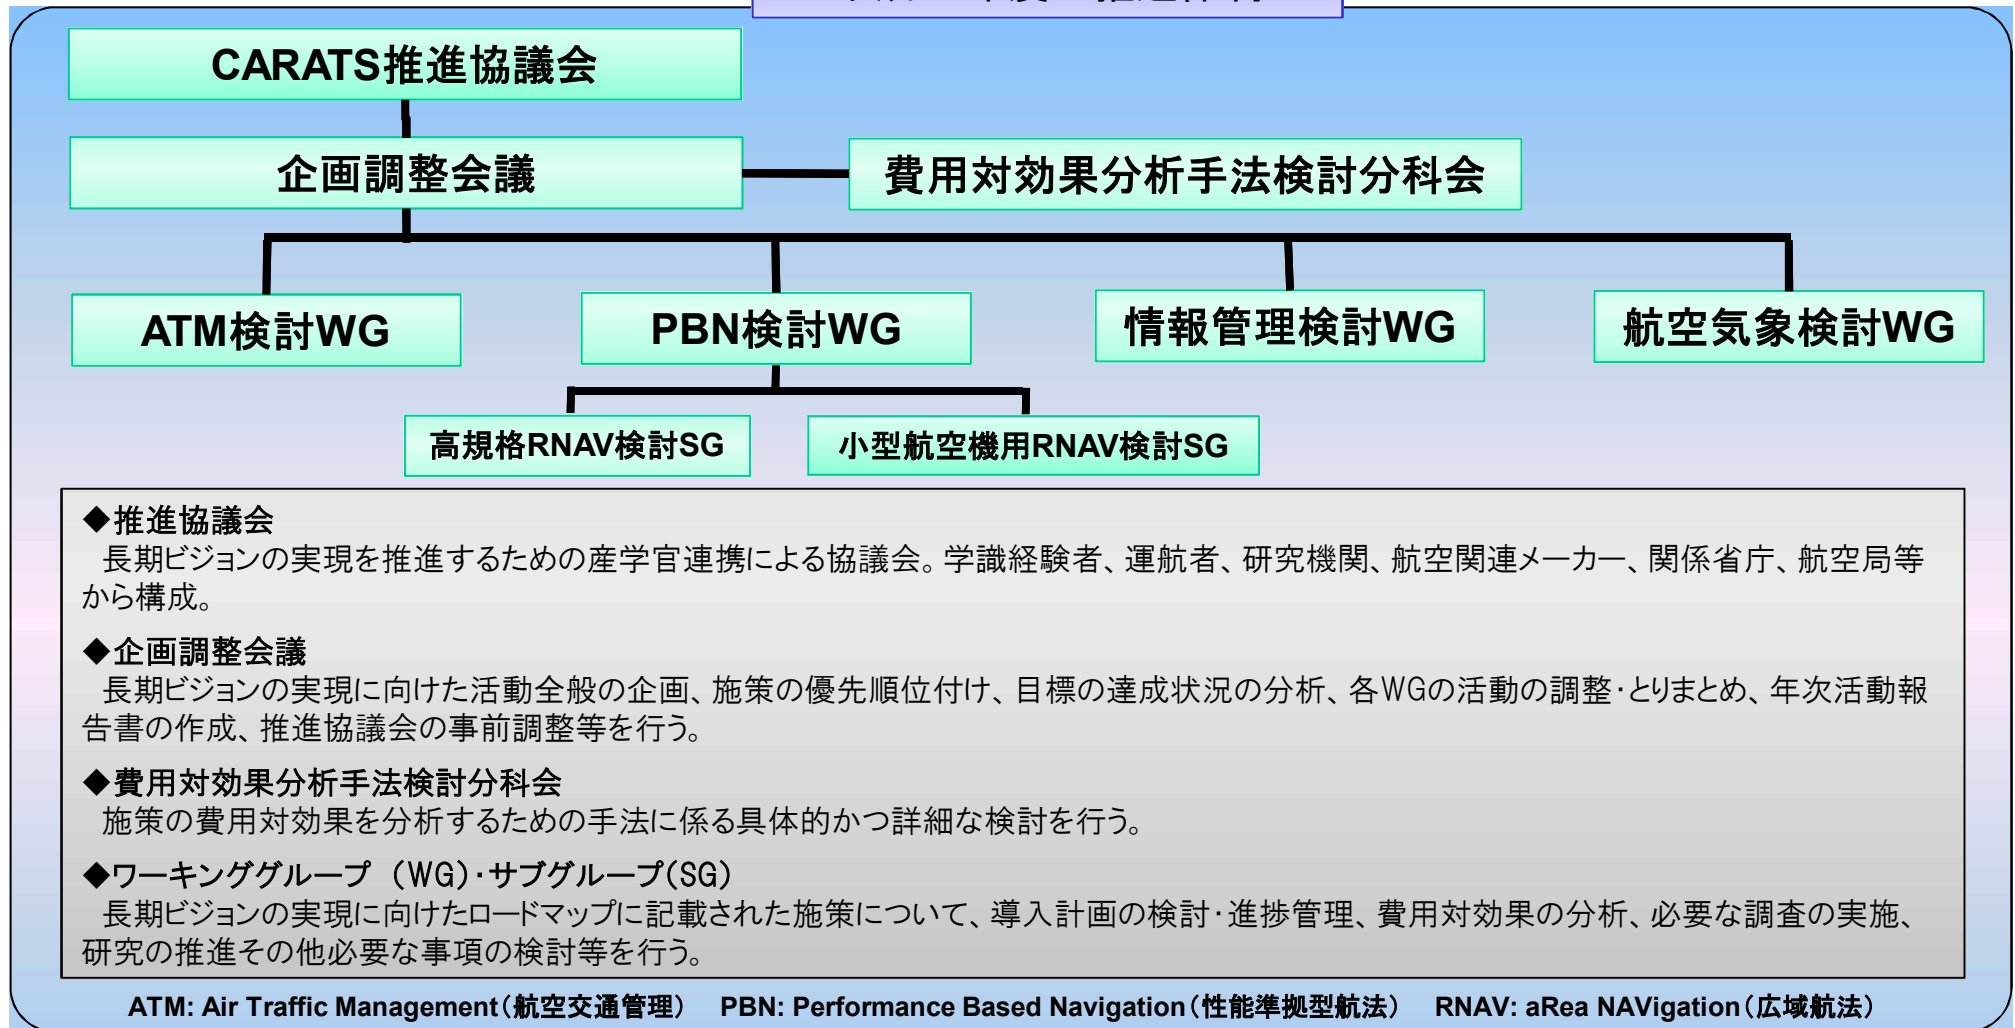 CARATS推進協議会
企画調整会議
費用対効果分析手法検討分科会
ATM検討WG
PBN検討WG
情報管理検討WG
航空気象検討WG
高規格RNAV検討SG
小型航空機用RNAV検討SG
◆推進協議会
長期ビジョンの実現を推進するための産学官連携による協議会。学識経験者、運航者、研究機関、航空関連メーカー、関係省庁、航空局等
から構成。
◆企画調整会議
長期ビジョンの実現に向けた活動全般の企画、施策の優先順位付け、目標の達成状況の分析、各WGの活動の調整・とりまとめ、年次活動報
告書の作成、推進協議会の事前調整等を行う。
◆費用対効果分析手法検討分科会
施策の費用対効果を分析するための手法に係る具体的かつ詳細な検討を行う。
◆ワーキンググループ （WG）・サブグループ(SG)
長期ビジョンの実現に向けたロードマップに記載された施策について、導入計画の検討・進捗管理、費用対効果の分析、必要な調査の実施、
研究の推進その他必要な事項の検討等を行う。
ATM: Air Traffic Management（航空交通管理） PBN: Performance Based Navigation（性能準拠型航法） RNAV: aRea NAVigation（広域航法）